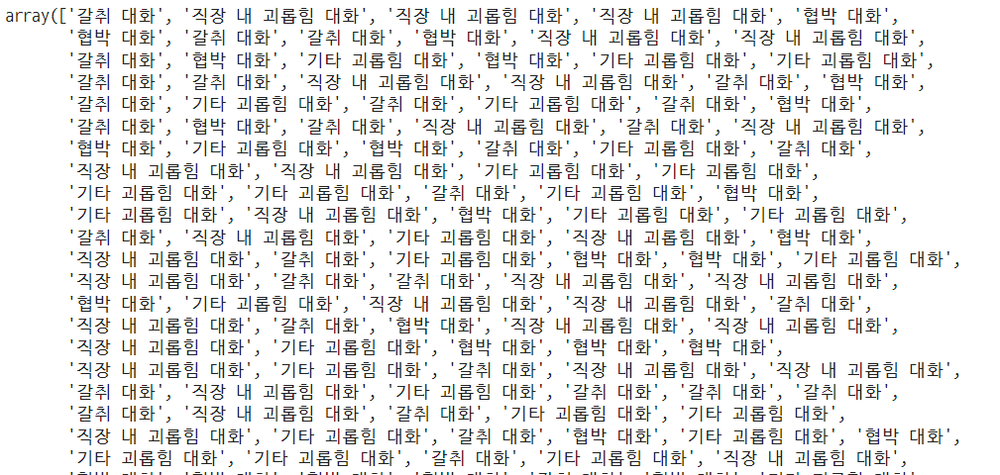 array(['갈취 대화', '직장 내 괴롭힘 대화', '직장 내 괴롭힘 대화', '직장 내 괴롭힘 대화', '협박 대화',
'협박 대화', '갈취 대화', '갈취 대화', '협박 대화', '직장 내 괴롭힘 대화', '직장 내 괴롭힘 대화',
'갈취 대화', '협박 대화', '기타 괴롭힘 대화', '협박 대화', '기타 괴롭힘 대화', '기타 괴롭힘 대화',
'갈취 대화', '갈취 대화', '직장 내 괴롭힘 대화', '직장 내 괴롭힘 대화', '갈취 대화', '협박 대화',
'갈취 대화', '기타 괴롭힘 대화', '갈취 대화', '기타 괴롭힘 대화', '갈취 대화', '협박 대화',
'갈취 대화', '협박 대화', '갈취 대화', '직장 내 괴롭힘 대화', '갈취 대화', '직장 내 괴롭힘 대화',
'협박 대화', '기타 괴롭힘 대화', '협박 대화', '갈취 대화', '기타 괴롭힘 대화', '갈취 대화',
'직장 내 괴롭힘 대화', '직장 내 괴롭힘 대화', '기타 괴롭힘 대화', '기타 괴롭힘 대화',
'기타 괴롭힘 대화', '기타 괴롭힘 대화', '갈취 대화', '기타 괴롭힘 대화', '협박 대화',
'기타 괴롭힘 대화', '직장 내 괴롭힘 대화', '협박 대화', '기타 괴롭힘 대화', '기타 괴롭힘 대화',
'갈취 대화', '직장 내 괴롭힘 대화', '기타 괴롭힘 대화', '직장 내 괴롭힘 대화', '협박 대화',
'직장 내 괴롭힘 대화', '갈취 대화', '기타 괴롭힘 대화', '협박 대화', '협박 대화', '기타 괴롭힘 대화',
'직장 내 괴롭힘 대화', '갈취 대화', '갈취 대화', '직장 내 괴롭힘 대화', '직장 내 괴롭힘 대화',
'협박 대화', '기타 괴롭힘 대화', '직장 내 괴롭힘 대화', '직장 내 괴롭힘 대화', '갈취 대화',
'직장 내 괴롭힘 대화', '갈취 대화', '협박 대화', '직장 내 괴롭힘 대화', '직장 내 괴롭힘 대화',
'직장 내 괴롭힘 대화', '기타 괴롭힘 대화', '협박 대화', '협박 대화', '협박 대화',
'직장 내 괴롭힘 대화', '기타 괴롭힘 대화', '갈취 대화', '직장 내 괴롭힘 대화', '직장 내 괴롭힘 대화',
'갈취 대화', '직장 내 괴롭힘 대화', '기타 괴롭힘 대화', '갈취 대화', '갈취 대화', '갈취 대화',
'갈취 대화', '직장 내 괴롭힘 대화', '갈취 대화', '기타 괴롭힘 대화', '기타 괴롭힘 대화',
'직장 내 괴롭힘 대화', '기타 괴롭힘 대화', '갈취 대화', '협박 대화', '기타 괴롭힘 대화', '협박 대화',
'기타 괴롭힘 대화', '기타 괴롭힘 대화', '갈취 대화', '기타 괴롭힘 대화', '직장 내 괴롭힘 대화',